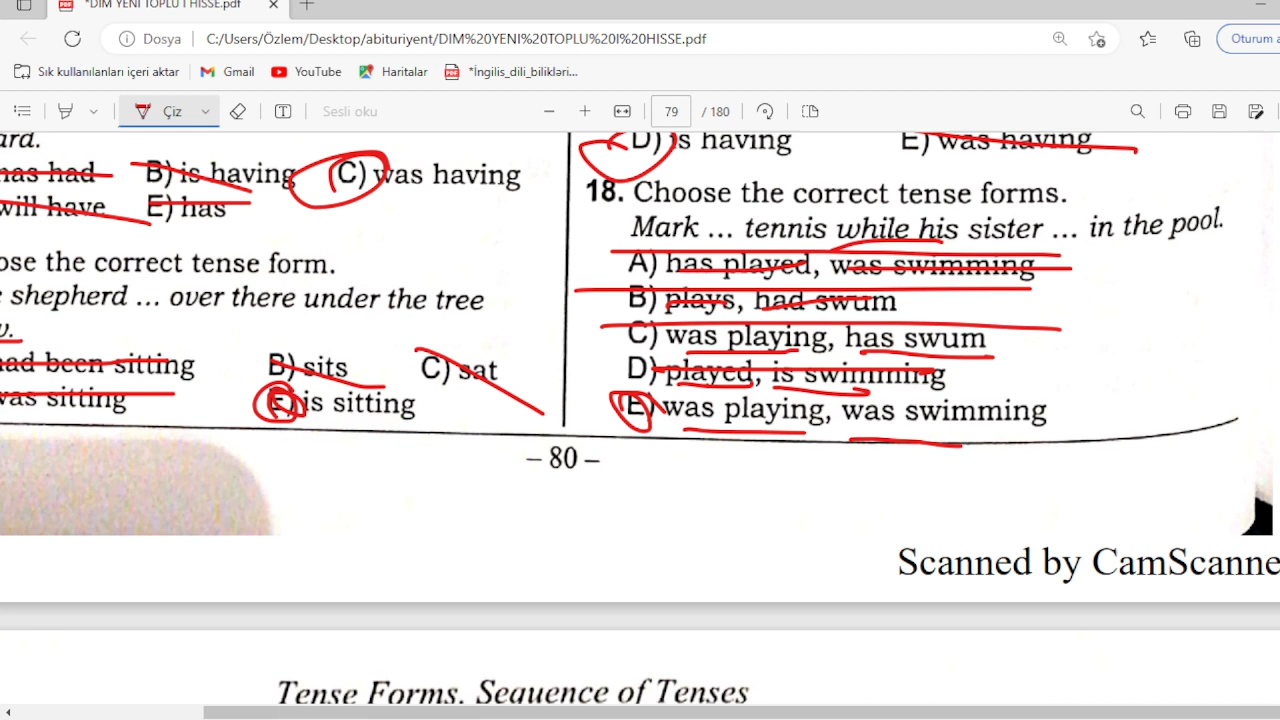 *DIM YENİ TOPLU I HISSE.pdf
Dosya C:/Users/Özlem/Desktop/abituriyent/DIM%20YENİ%20TOPLU%20I%20HISSE.pdf Oturum a
Sık kullanılanları içeri aktar Gmail YouTube Haritalar *İngilis_dili_bilikləri...
Çiz Sesli oku 79 / 180
ard.
has had B) is having C) was having
will have E) has
ose the correct tense form.
shepherd ... over there under the tree
w.
had been sitting B) sits C) sat
was sitting E) is sitting
D) is having E) was having
18. Choose the correct tense forms.
Mark ... tennis while his sister ... in the pool.
A) has played, was swimming
B) plays, had swum
C) was playing, has swum
D) played, is swimming
E) was playing, was swimming
– 80 –
Scanned by CamScanne
Tense Forms. Sequence of Tenses